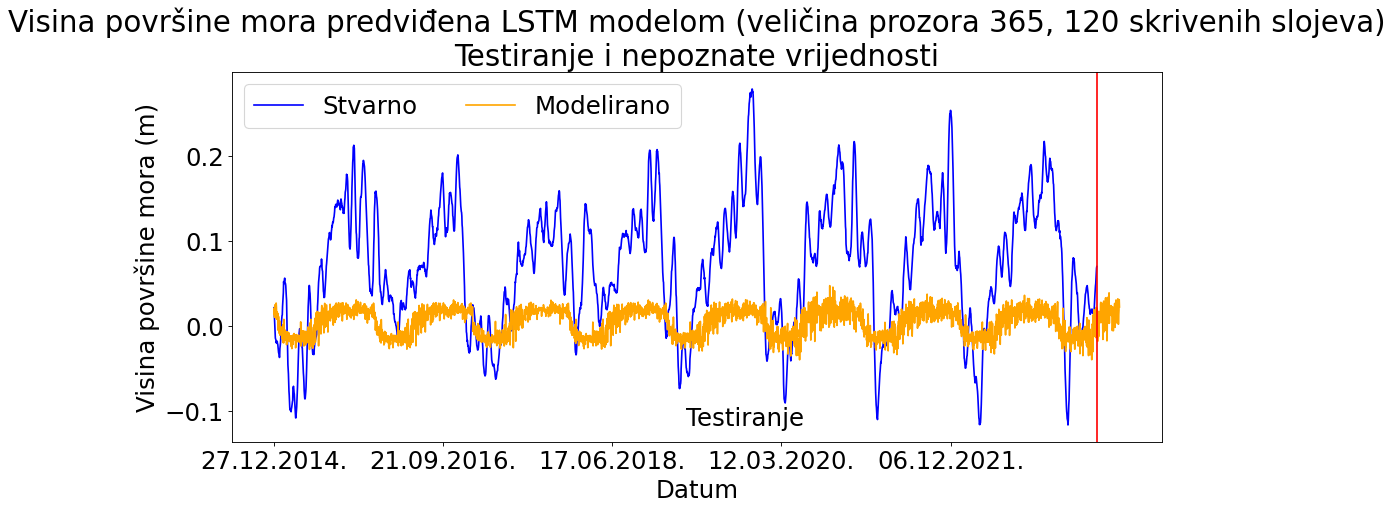 Visina površine mora predviđena LSTM modelom (veličina prozora 365, 120 skrivenih slojeva)
Testiranje i nepoznate vrijednosti
Stvarno
Modelirano
Visina površine mora (m)
0.2
0.1
0.0
−0.1
Testiranje
27.12.2014.
21.09.2016.
17.06.2018.
12.03.2020.
06.12.2021.
Datum